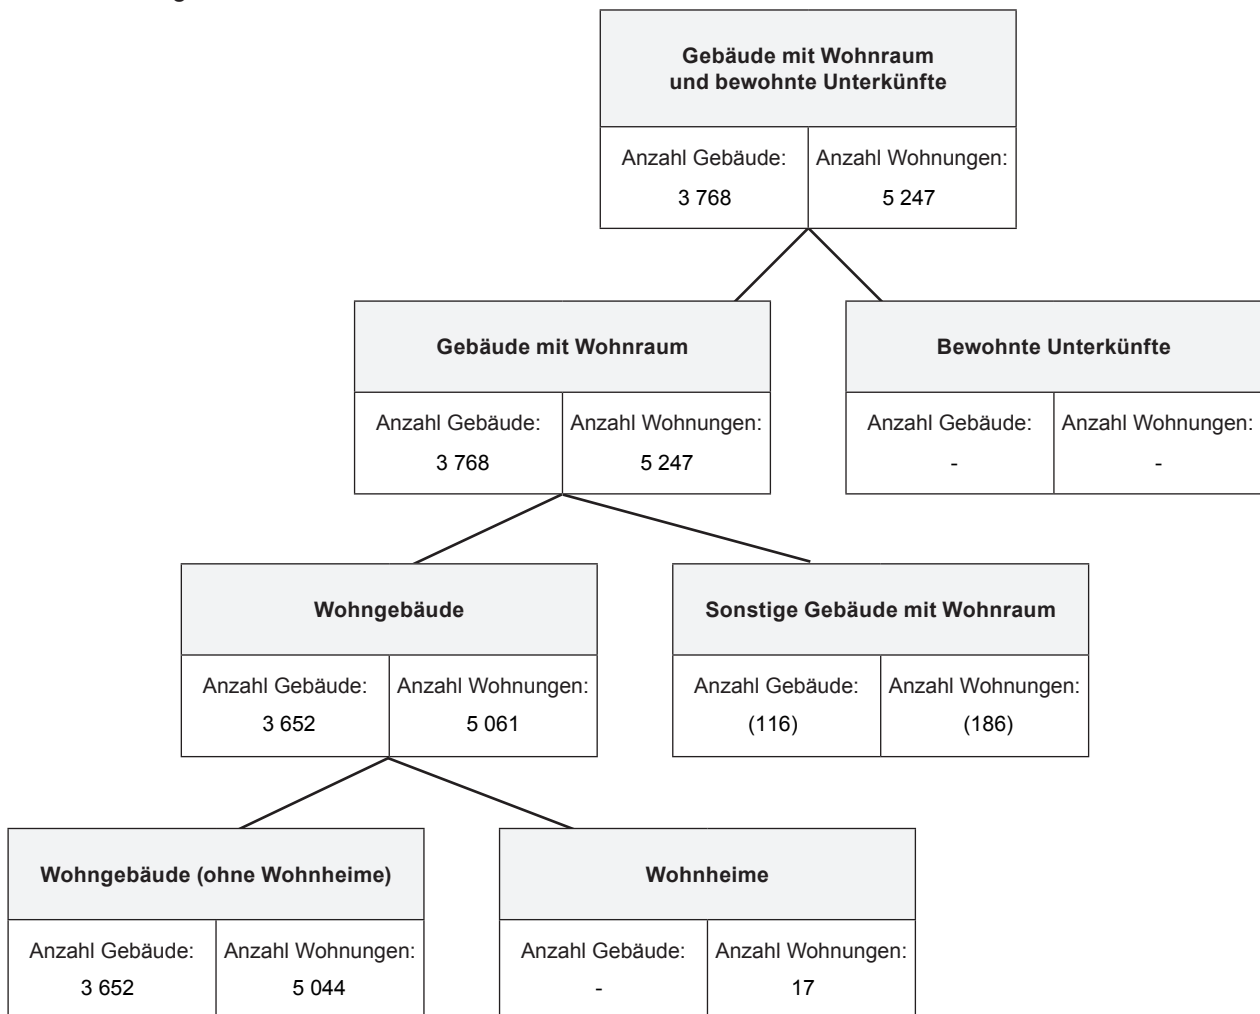 Gebäude mit Wohnraum
und bewohnte Unterkünfte
Anzahl Gebäude: Anzahl Wohnungen:
3 768 5 247
Gebäude mit Wohnraum
Anzahl Gebäude: Anzahl Wohnungen:
3 768 5 247
Bewohnte Unterkünfte
Anzahl Gebäude: Anzahl Wohnungen:
- -
Wohngebäude
Anzahl Gebäude: Anzahl Wohnungen:
3 652 5 061
Sonstige Gebäude mit Wohnraum
Anzahl Gebäude: Anzahl Wohnungen:
(116) (186)
Wohngebäude (ohne Wohnheime)
Anzahl Gebäude: Anzahl Wohnungen:
3 652 5 044
Wohnheime
Anzahl Gebäude: Anzahl Wohnungen:
- 17